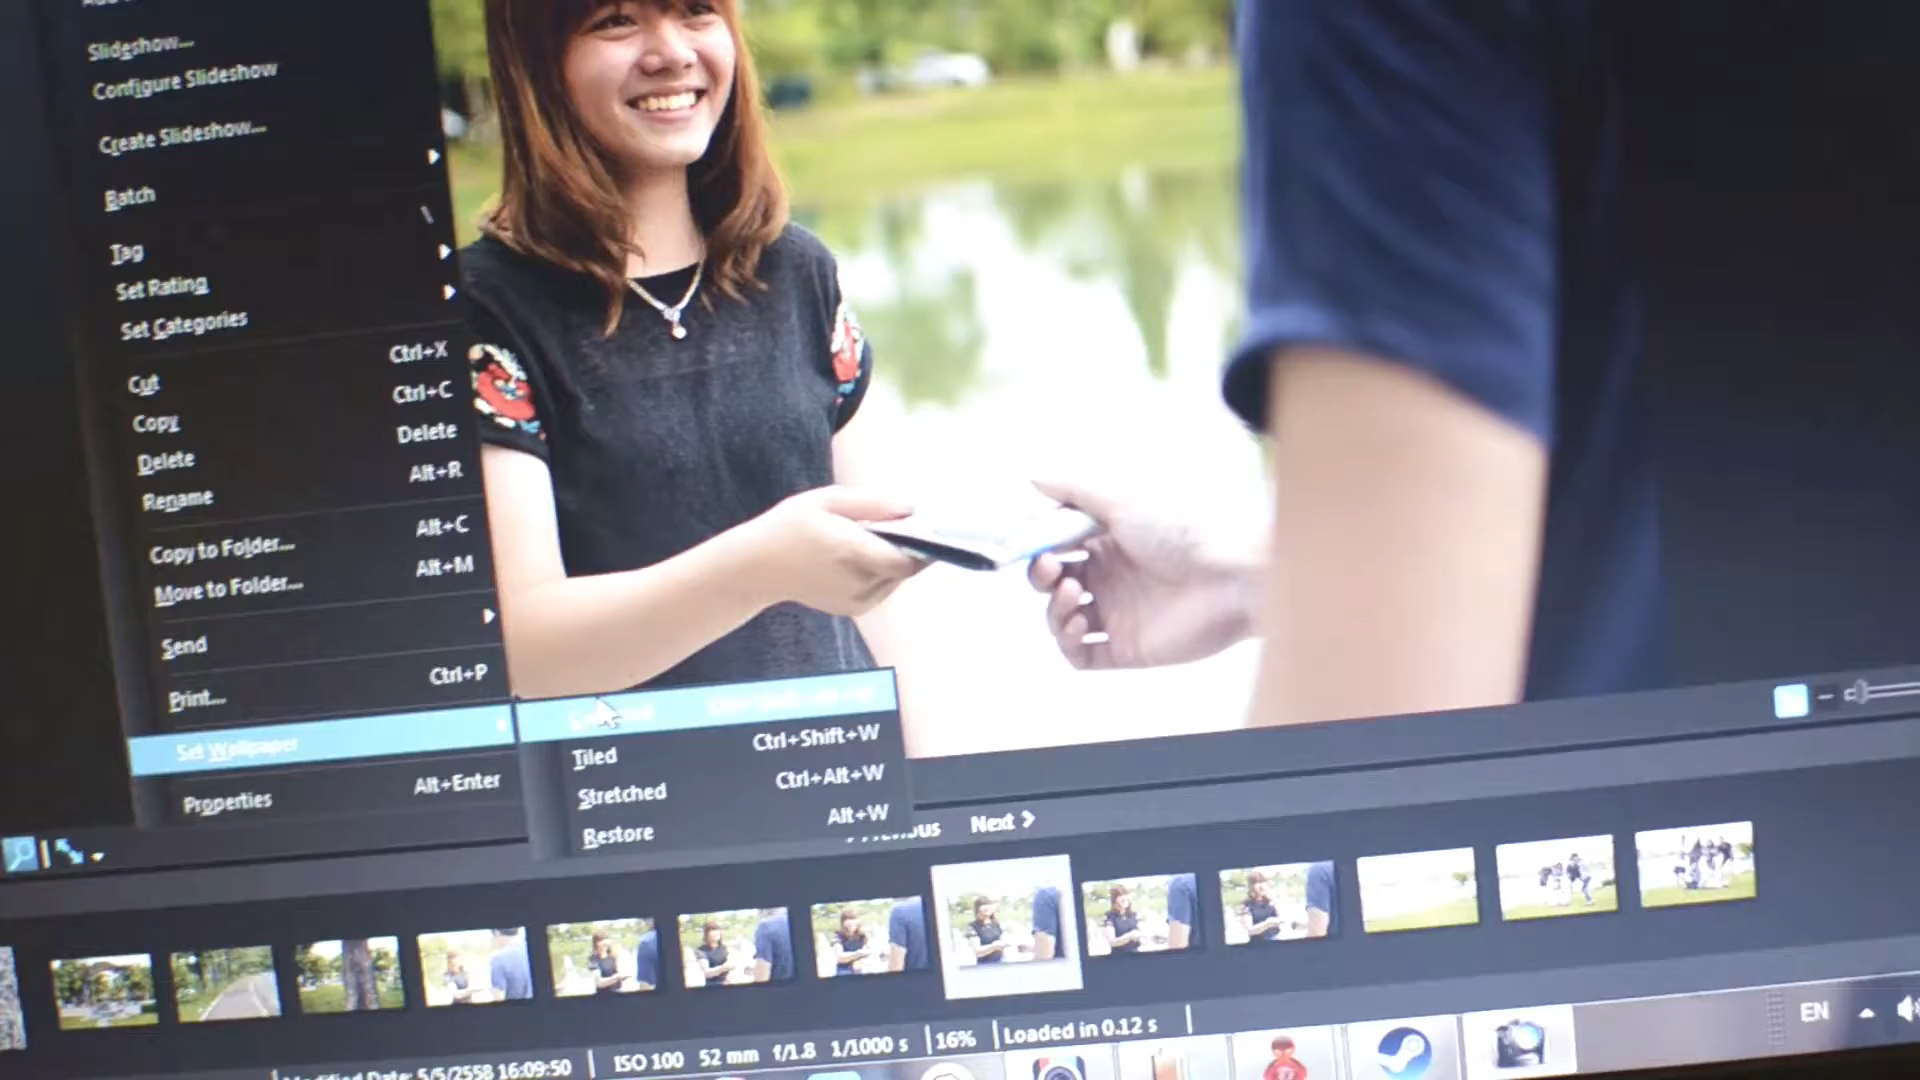 Slideshow...
Configure Slideshow
Create Slideshow...
Batch
Tag
Set Rating
Set Categories
Cut Ctrl+X
Copy Ctrl+C
Delete Delete
Rename Alt+R
Copy to Folder... Alt+C
Move to Folder... Alt+M
Send
Print... Ctrl+P
Set Wallpaper
Properties Alt+Enter
Tiled Ctrl+Shift+W
Stretched Ctrl+Alt+W
Restore Alt+W
Previous Next
Modified Date: 5/5/2558 16:09:50 ISO 100 52 mm f/1.8 1/1000 s 16% Loaded in 0.12 s
EN